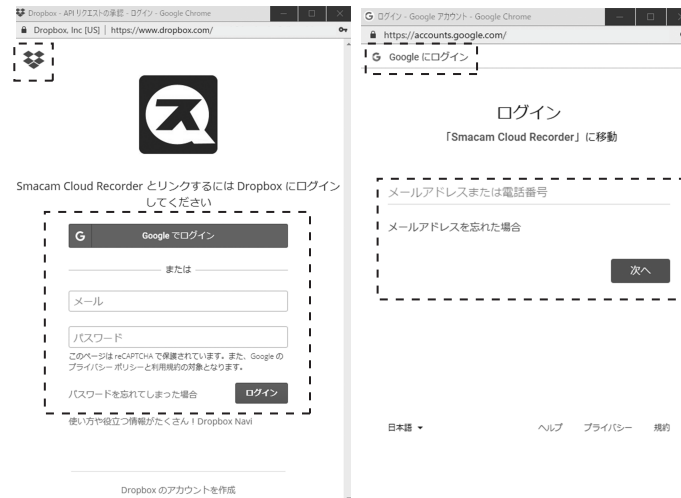 Dropbox - API リクエストの承認 - ログイン - Google Chrome
Dropbox, Inc [US] | https://www.dropbox.com/
ス
Smacam Cloud Recorder とリンクするには Dropbox にログイン
してください
G Google でログイン
または
メール
パスワード
このページは reCAPTCHA で保護されています。また、Google の
プライバシー ポリシーと利用規約の対象となります。
パスワードを忘れてしまった場合
ログイン
使い方や役立つ情報がたくさん！Dropbox Navi
Dropbox のアカウントを作成
G ログイン - Google アカウント - Google Chrome
https://accounts.google.com/
G Google にログイン
ログイン
「Smacam Cloud Recorder」に移動
メールアドレスまたは電話番号
メールアドレスを忘れた場合
次へ
日本語
ヘルプ プライバシー 規約